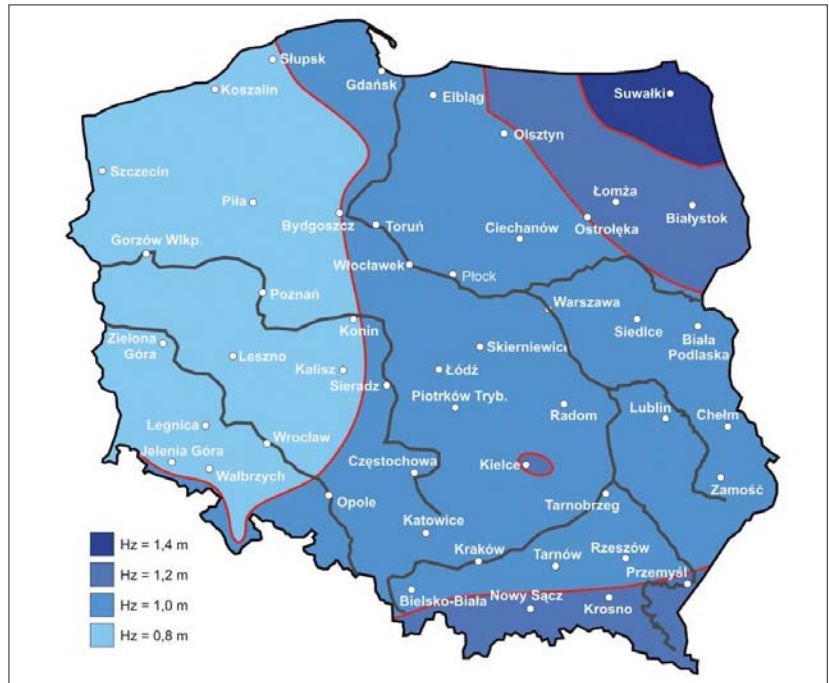 Słupsk
Koszalin
Gdańsk
Elbląg
Suwałki
Olsztyn
Szczecin
Piła
Łomża
Białystok
Bydgoszcz
Toruń
Ciechanów
Ostrołęka
Gorzów Wlkp.
Włocławek
Płock
Poznań
Warszawa
Konin
Siedlce
Biała
Podlaska
Zielona
Góra
Leszno
Skierniewice
Kalisz
Łódź
Sieradz
Piotrków Tryb.
Radom
Lublin
Chełm
Legnica
Wrocław
Jelenia Góra
Wałbrzych
Częstochowa
Kielce
Zamość
Opole
Tarnobrzeg
Katowice
Kraków
Tarnów
Rzeszów
Przemyśl
Bielsko-Biała
Nowy Sącz
Krosno
Hz = 1,4 m
Hz = 1,2 m
Hz = 1,0 m
Hz = 0,8 m